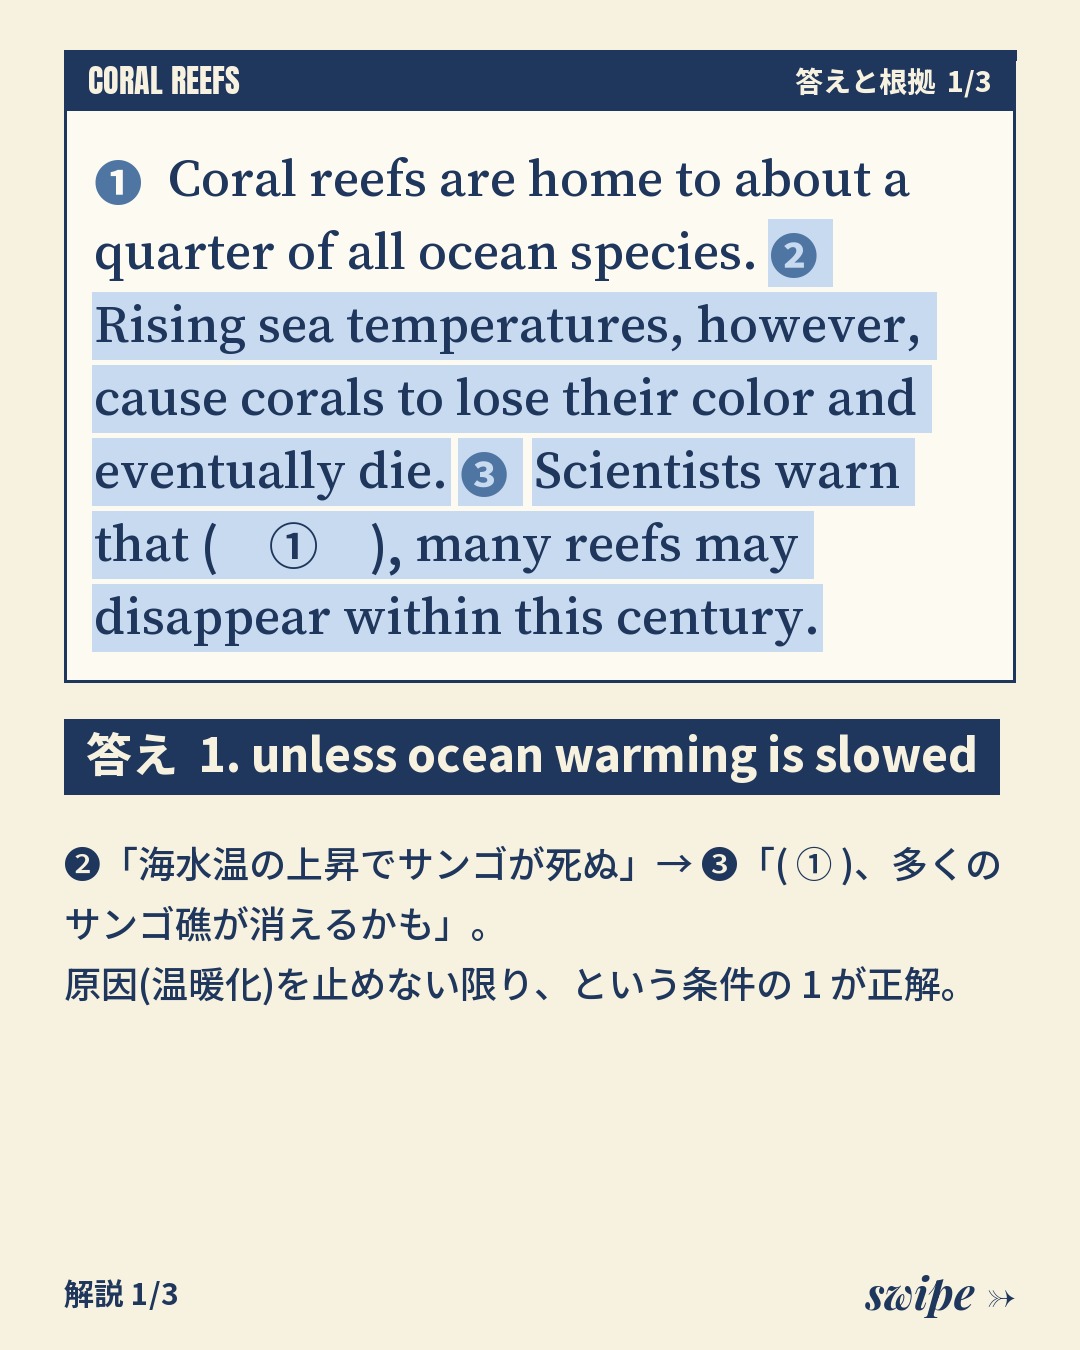 CORAL REEFS
答えと根拠 1/3
❶ Coral reefs are home to about a
quarter of all ocean species. ❷
Rising sea temperatures, however,
cause corals to lose their color and
eventually die. ❸ Scientists warn
that ( ① ), many reefs may
disappear within this century.
答え 1. unless ocean warming is slowed
❷「海水温の上昇でサンゴが死ぬ」→ ❸「( ① )、多くの
サンゴ礁が消えるかも」。
原因(温暖化)を止めない限り、という条件の 1 が正解。
解説 1/3
swipe